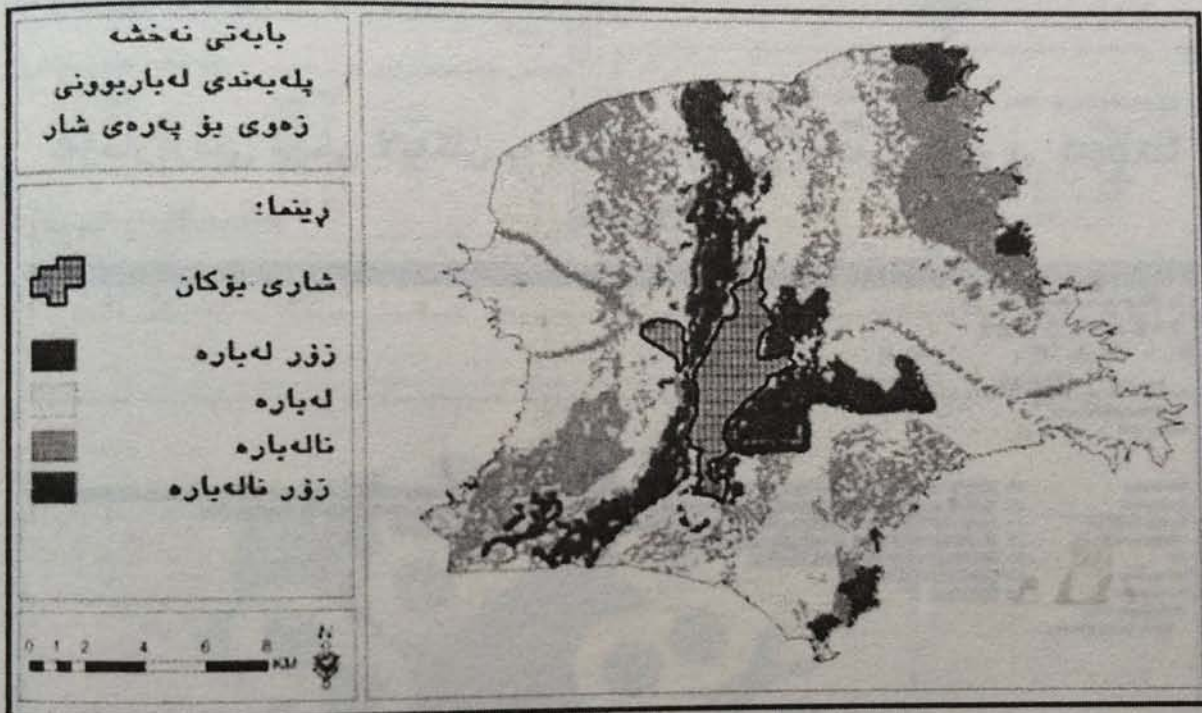 بابەتی نەخشە
پلەبەندی لەباربوونی
زەوی بۆ پەرەی شار
ڕێنما:
شاری بۆکان
زۆر لەبارە
لەبارە
نالەبارە
زۆر نالەبارە
0 1 2 4 6 8 KM
N